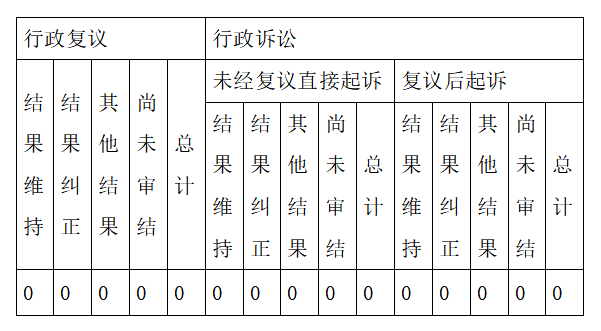 行政复议 行政诉讼
未经复议直接起诉 复议后起诉
结果维持 结果纠正 其他结果 尚未审结 总计 结果维持 结果纠正 其他结果 尚未审结 总计 结果维持 结果纠正 其他结果 尚未审结 总计
0 0 0 0 0 0 0 0 0 0 0 0 0 0 0